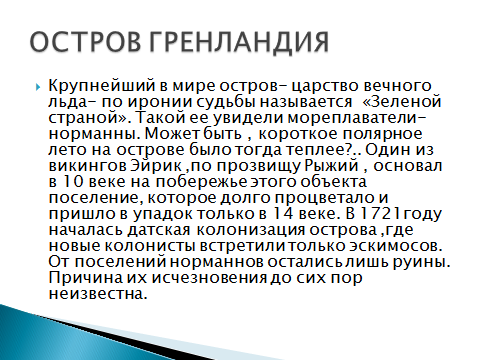 ОСТРОВ ГРЕНЛАНДИЯ
Крупнейший в мире остров– царство вечного
льда– по иронии судьбы называется «Зеленой
страной». Такой ее увидели мореплаватели–
норманны. Может быть , короткое полярное
лето на острове было тогда теплее?.. Один из
викингов Эйрик ,по прозвищу Рыжий , основал
в 10 веке на побережье этого объекта
поселение, которое долго процветало и
пришло в упадок только в 14 веке. В 1721году
началась датская колонизация острова ,где
новые колонисты встретили только эскимосов.
От поселений норманнов остались лишь руины.
Причина их исчезновения до сих пор
неизвестна.